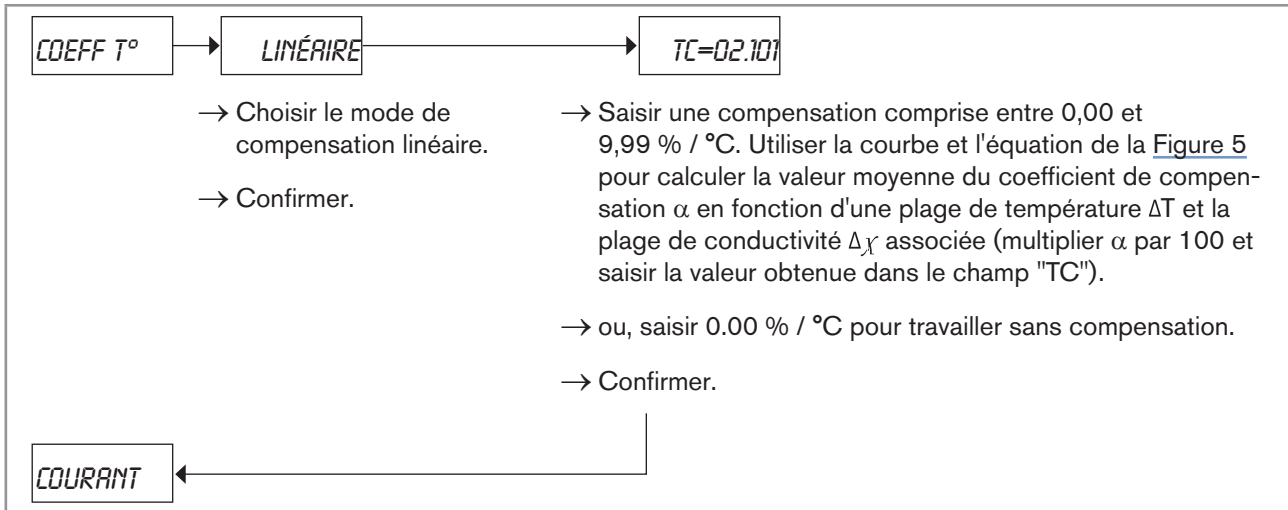 COEFF T° LINÉAIRE TC=02.101
→ Choisir le mode de
compensation linéaire.
→ Confirmer.
→ Saisir une compensation comprise entre 0,00 et
9,99 % / °C. Utiliser la courbe et l'équation de la Figure 5
pour calculer la valeur moyenne du coefficient de compen-
sation α en fonction d'une plage de température ΔT et la
plage de conductivité Δχ associée (multiplier α par 100 et
saisir la valeur obtenue dans le champ "TC").
→ ou, saisir 0.00 % / °C pour travailler sans compensation.
→ Confirmer.
COURANT